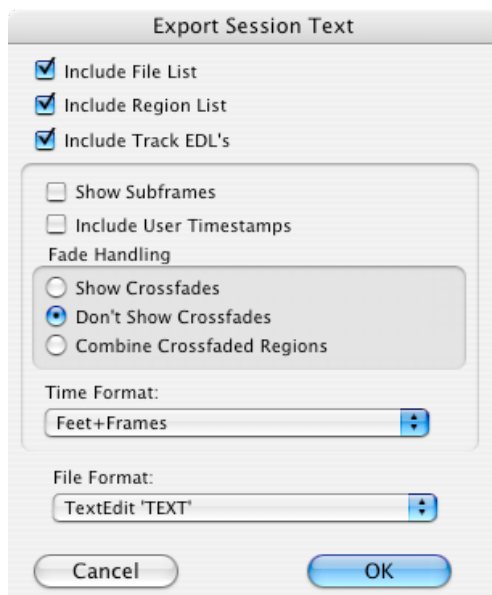 Export Session Text
Include File List
Include Region List
Include Track EDL's
Show Subframes
Include User Timestamps
Fade Handling
Show Crossfades
Don't Show Crossfades
Combine Crossfaded Regions
Time Format:
Feet+Frames
File Format:
TextEdit 'TEXT'
Cancel OK